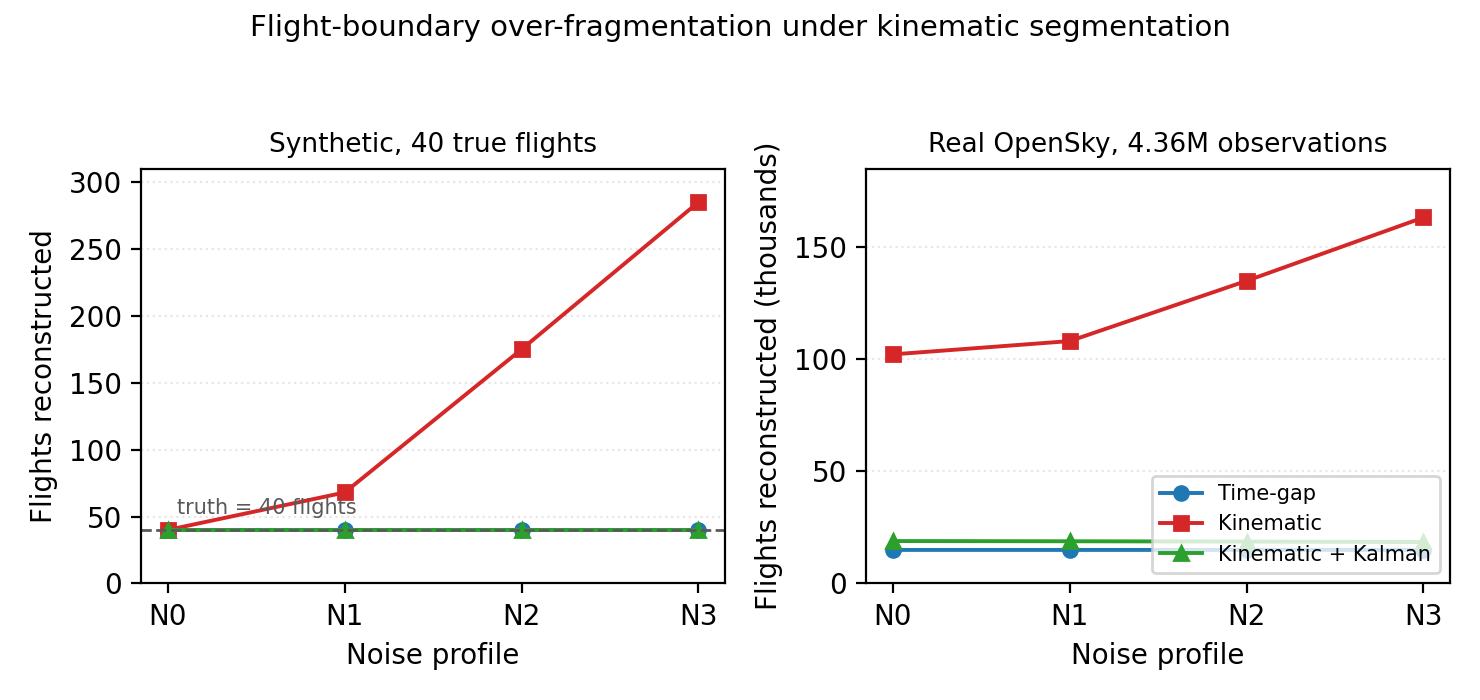 Flight-boundary over-fragmentation under kinematic segmentation
Synthetic, 40 true flights
Flights reconstructed
300
250
200
150
100
50
0
truth = 40 flights
N0 N1 N2 N3
Noise profile
Real OpenSky, 4.36M observations
Flights reconstructed (thousands)
150
100
50
0
Time-gap
Kinematic
Kinematic + Kalman
N0 N1 N2 N3
Noise profile